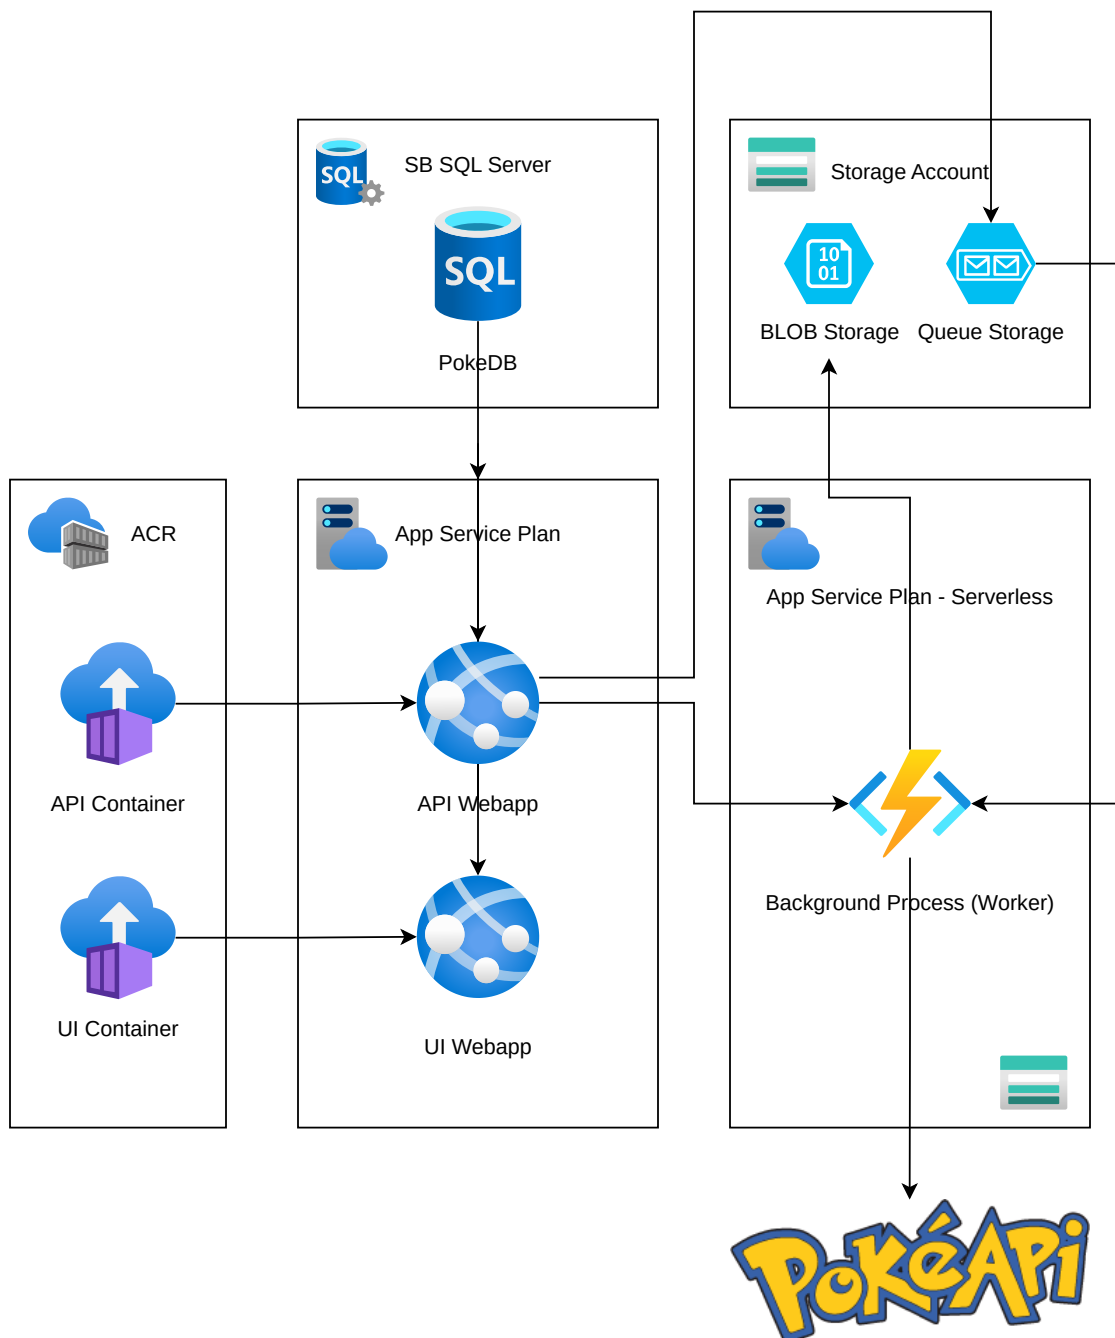 SB SQL Server
SQL
SQL
PokeDB
Storage Account
10
01
BLOB Storage
Queue Storage
ACR
API Container
UI Container
App Service Plan
API Webapp
UI Webapp
App Service Plan - Serverless
Background Process (Worker)
PokéAPi